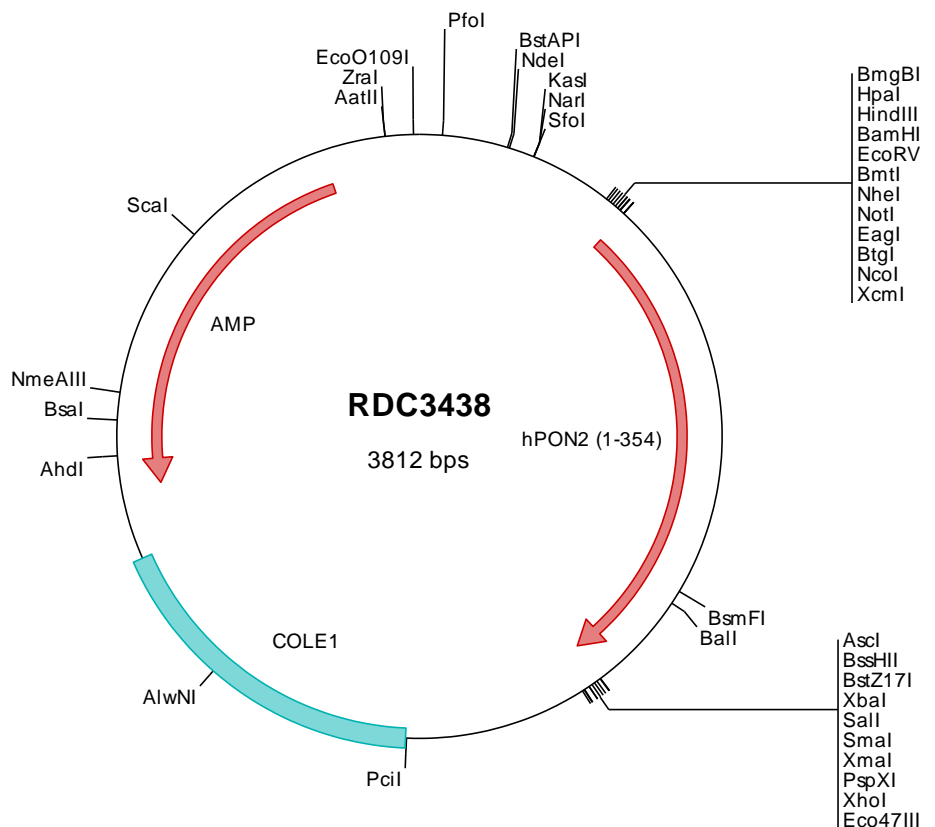 PfoI
EcoO109I
ZraI
AatII
BstAPI
NdeI
KasI
NarI
SfoI
BmgBI
HpaI
HindIII
BamHI
EcoRV
BmtI
NheI
NotI
EagI
BtgI
NcoI
XcmI
ScaI
AMP
NmeAIII
BsaI
AhdI
RDC3438
3812 bps
hPON2 (1-354)
BsmFI
BalI
COLE1
AlwNI
PciI
AscI
BssHII
BstZ17I
XbaI
SalI
SmaI
XmaI
PspXI
XhoI
Eco47III